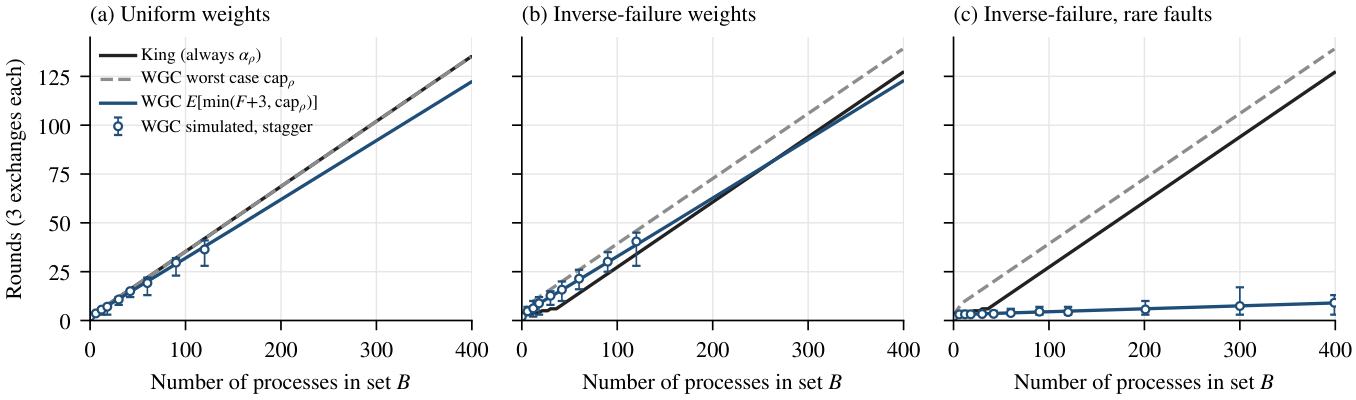 (a) Uniform weights
(b) Inverse-failure weights
(c) Inverse-failure, rare faults
King (always αρ)
WGC worst case capρ
WGC E[min(F+3, capρ)]
WGC simulated, stagger
Rounds (3 exchanges each)
125
100
75
50
25
0
0 100 200 300 400
0 100 200 300 400
0 100 200 300 400
Number of processes in set B
Number of processes in set B
Number of processes in set B